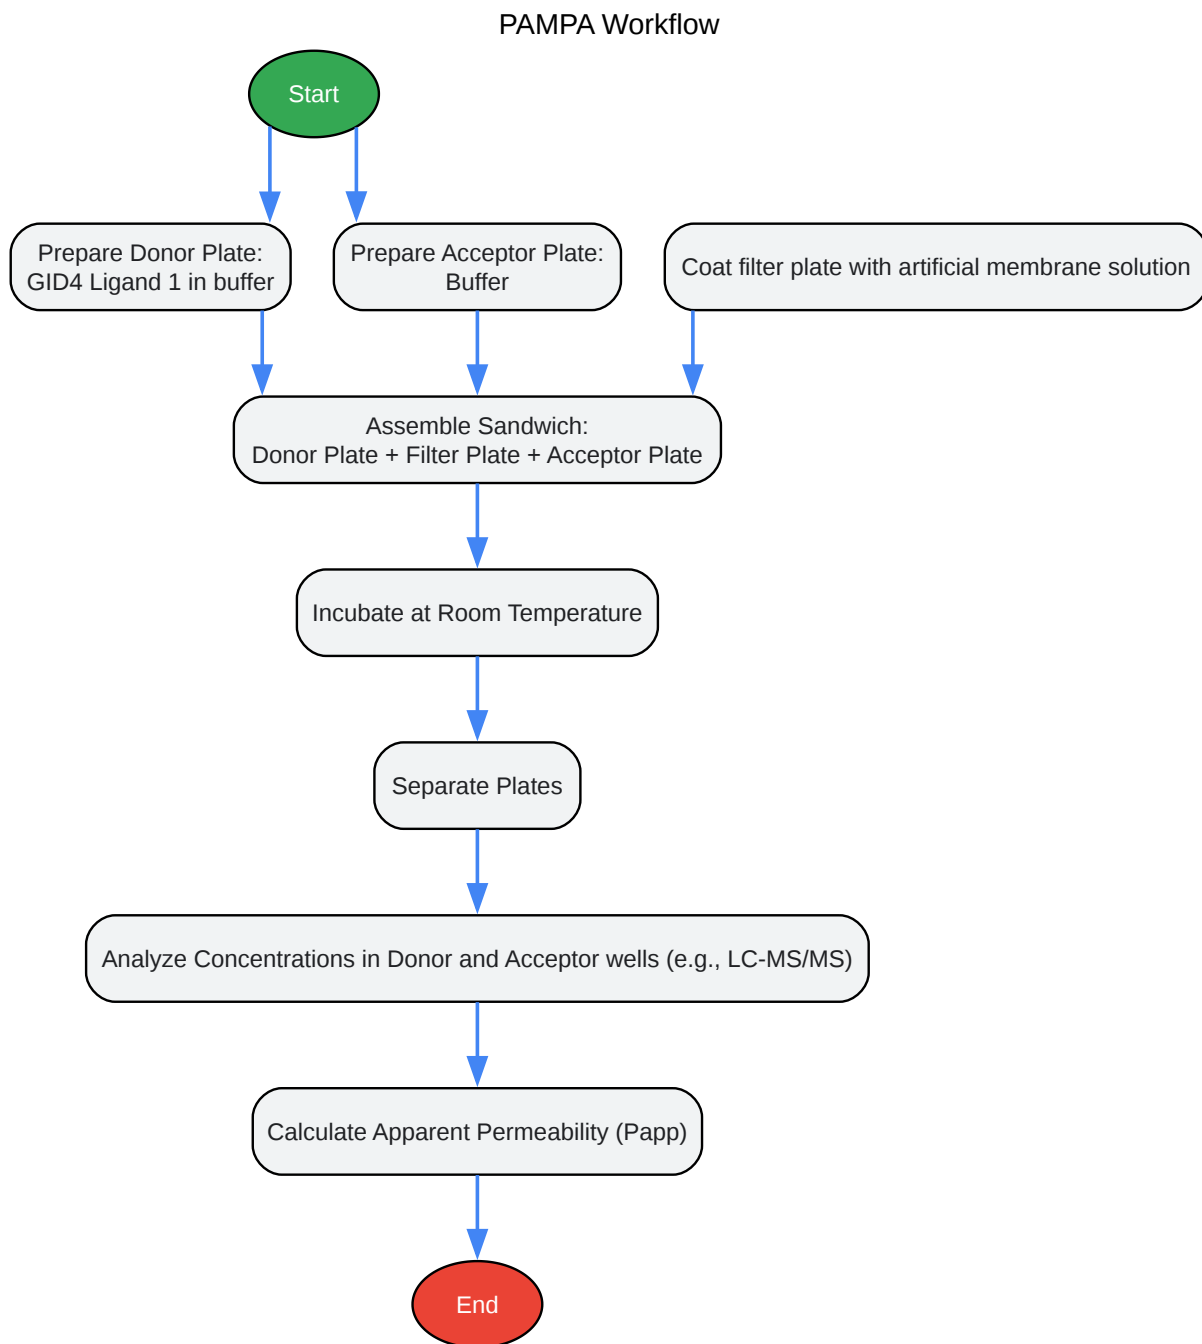 PAMPA Workflow
Start
Prepare Donor Plate:
GID4 Ligand 1 in buffer
Prepare Acceptor Plate:
Buffer
Coat filter plate with artificial membrane solution
Assemble Sandwich:
Donor Plate + Filter Plate + Acceptor Plate
Incubate at Room Temperature
Separate Plates
Analyze Concentrations in Donor and Acceptor wells (e.g., LC-MS/MS)
Calculate Apparent Permeability (Papp)
End